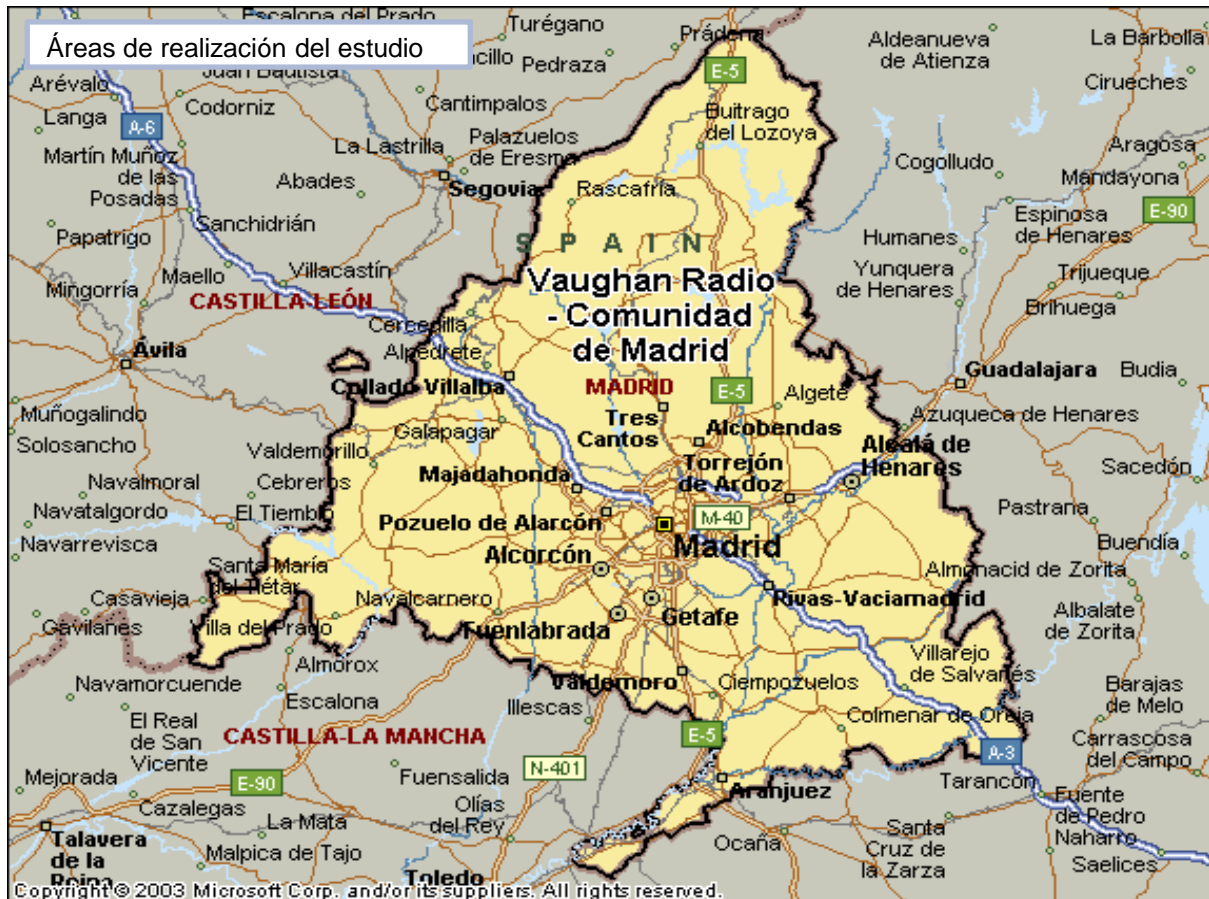 Áreas de realización del estudio
Escalona del Prado
Turégano
Prádena
Aldeanueva
de Atienza
La Barbolla
Cirueches
Juan Bautista
Pedraza
E-5
Arévalo
Codorniz
Cantimpalos
Langa
A-6
Buitrago
del Lozoya
Palazuelos
de Eresma
La Lastrilla
Martín Muñoz
de las
Posadas
Abades
Segovia
Rascafría
Cogolludo
Aragosa
Mandayona
E-90
Sanchidrián
Papatrigo
SPAIN
Espinosa
de Henares
Humanes
Maello
Villacastín
Yunquera
de Henares
Trijueque
Mingorría
CASTILLA-LEÓN
Vaughan Radio
- Comunidad
de Madrid
Brihuega
Cercedilla
Ávila
Alpedrete
Collado Villalba
MADRID
E-5
Algete
Guadalajara
Budia
Muñogalindo
Tres
Cantos
Azuqueca de Henares
Solosancho
Galapagar
Alcobendas
Alcalá de
Henares
Valdemorillo
Majadahonda
Torrejón
de Ardoz
Sacedón
Navalmoral
Cebreros
Navatalgordo
El Tiemblo
Pozuelo de Alarcón
M-40
Pastrana
Navarrevisca
Madrid
Buendía
Alcorcón
Santa María
del Tiétar
Almonacid de Zorita
Casavieja
Navalcarnero
Rivas-Vaciamadrid
Albalate
de Zorita
Gavilanes
Villa del Prado
Getafe
Fuenlabrada
Almorox
Villarejo
de Salvanés
Navamorcuende
Valdemoro
Ciempozuelos
Escalona
Barajas
de Melo
Illescas
El Real
de San
Vicente
Colmenar de Oreja
CASTILLA-LA MANCHA
E-5
A-3
Carrascosa
del Campo
Mejorada
E-90
Fuensalida
N-401
Tarancón
Aranjuez
Cazalegas
Olías
del Rey
Fuente
de Pedro
Naharro
La Mata
Santa
Cruz de
la Zarza
Talavera
de la
Reina
Ocaña
Malpica de Tajo
Saelices
Toledo
Copyright © 2003 Microsoft Corp. and/or its suppliers. All rights reserved.